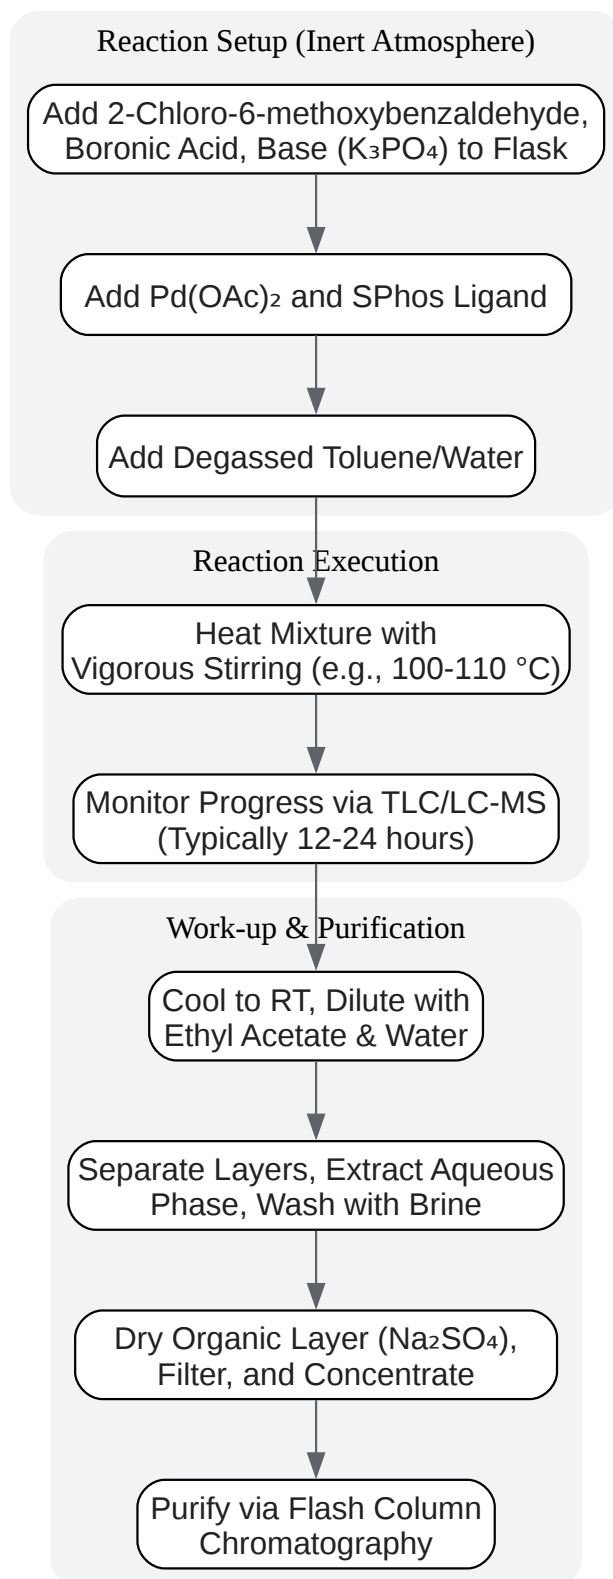 Reaction Setup (Inert Atmosphere)
Add 2-Chloro-6-methoxybenzaldehyde,
Boronic Acid, Base (K₃PO₄) to Flask
Add Pd(OAc)₂ and SPhos Ligand
Add Degassed Toluene/Water
Reaction Execution
Heat Mixture with
Vigorous Stirring (e.g., 100-110 °C)
Monitor Progress via TLC/LC-MS
(Typically 12-24 hours)
Work-up & Purification
Cool to RT, Dilute with
Ethyl Acetate & Water
Separate Layers, Extract Aqueous
Phase, Wash with Brine
Dry Organic Layer (Na₂SO₄),
Filter, and Concentrate
Purify via Flash Column
Chromatography